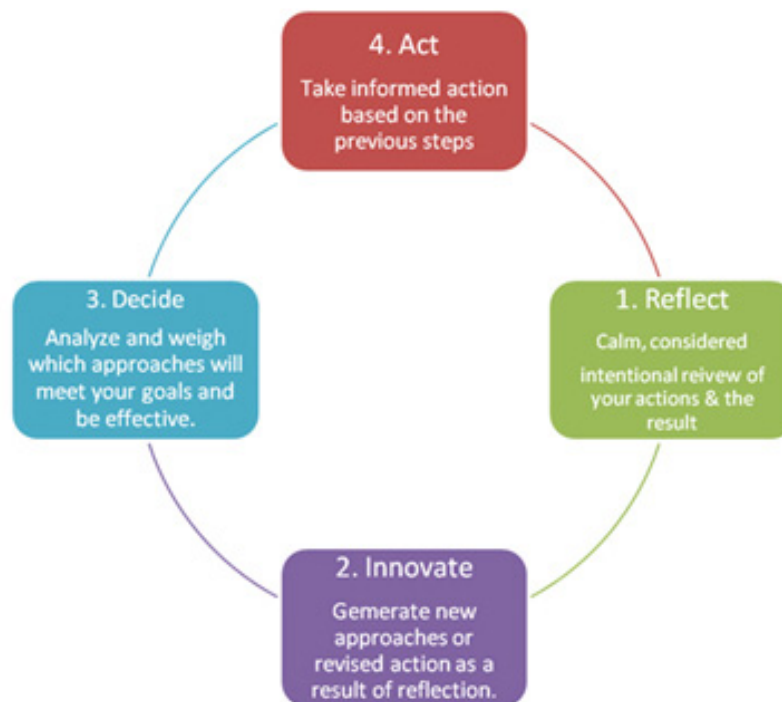 4. Act
Take informed action
based on the
previous steps
3. Decide
Analyze and weigh
which approaches will
meet your goals and
be effective.
1. Reflect
Calm, considered
intentional reivew of
your actions & the
result
2. Innovate
Gemerate new
approaches or
revised action as a
result of reflection.